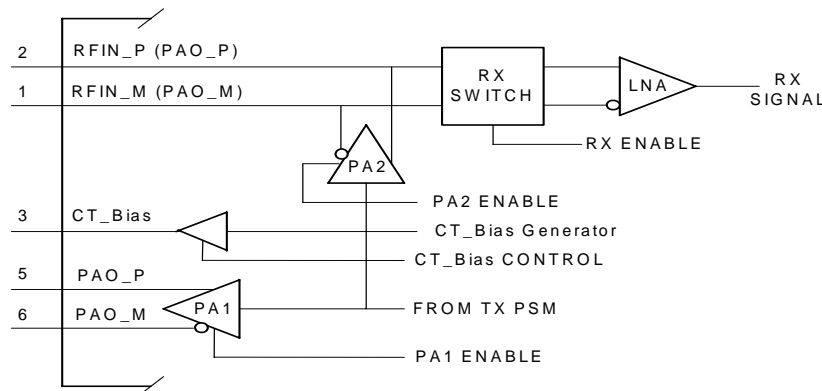 2 RFIN_P (PAO_P)
1 RFIN_M (PAO_M)
RX SWITCH
LNA
RX SIGNAL
RX ENABLE
PA2
PA2 ENABLE
3 CT_Bias
CT_Bias Generator
CT_Bias CONTROL
5 PAO_P
6 PAO_M
PA1
FROM TX PSM
PA1 ENABLE